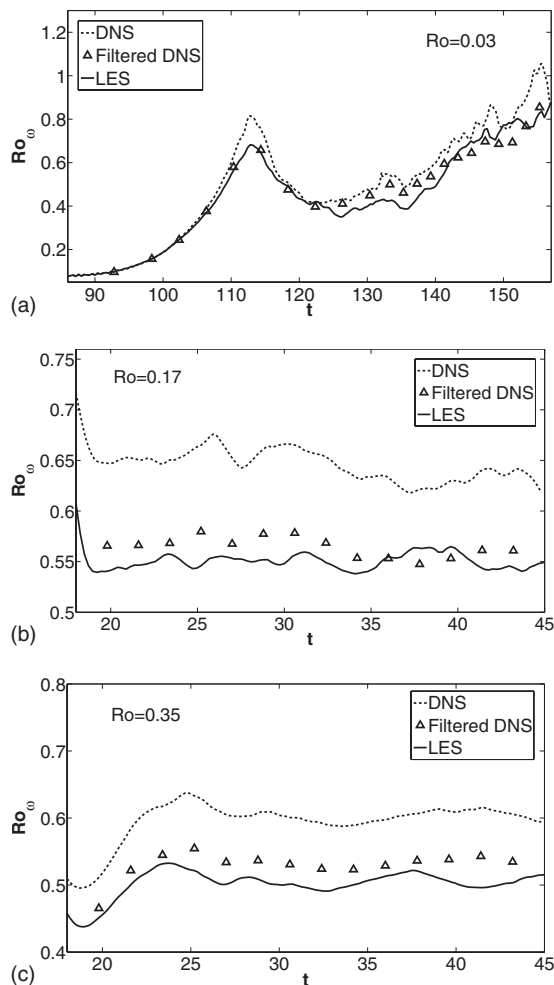 DNS
Filtered DNS
LES
Ro=0.03
1.2
1
0.8
0.6
0.4
0.2
Roω
90 100 110 120 130 140 150
t
(a)
Ro=0.17
DNS
Filtered DNS
LES
0.75
0.7
0.65
0.6
0.55
0.5
Roω
20 25 30 35 40 45
t
(b)
Ro=0.35
DNS
Filtered DNS
LES
0.8
0.7
0.6
0.5
0.4
Roω
20 25 30 35 40 45
t
(c)